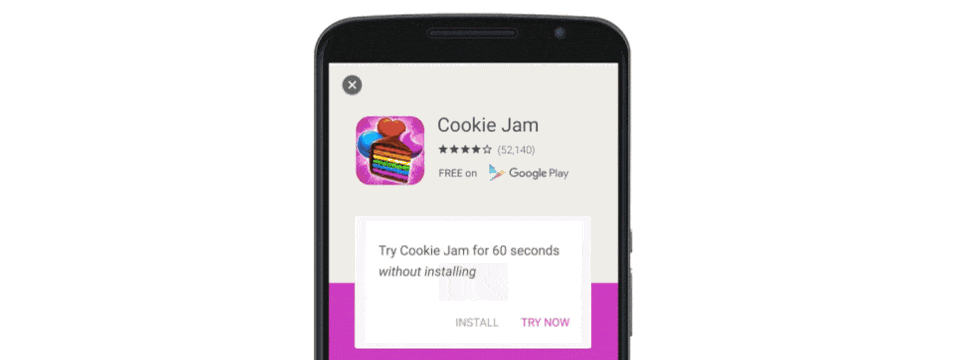 Cookie Jam
(52,140)
FREE on Google Play
Try Cookie Jam for 60 seconds
without installing
INSTALL TRY NOW